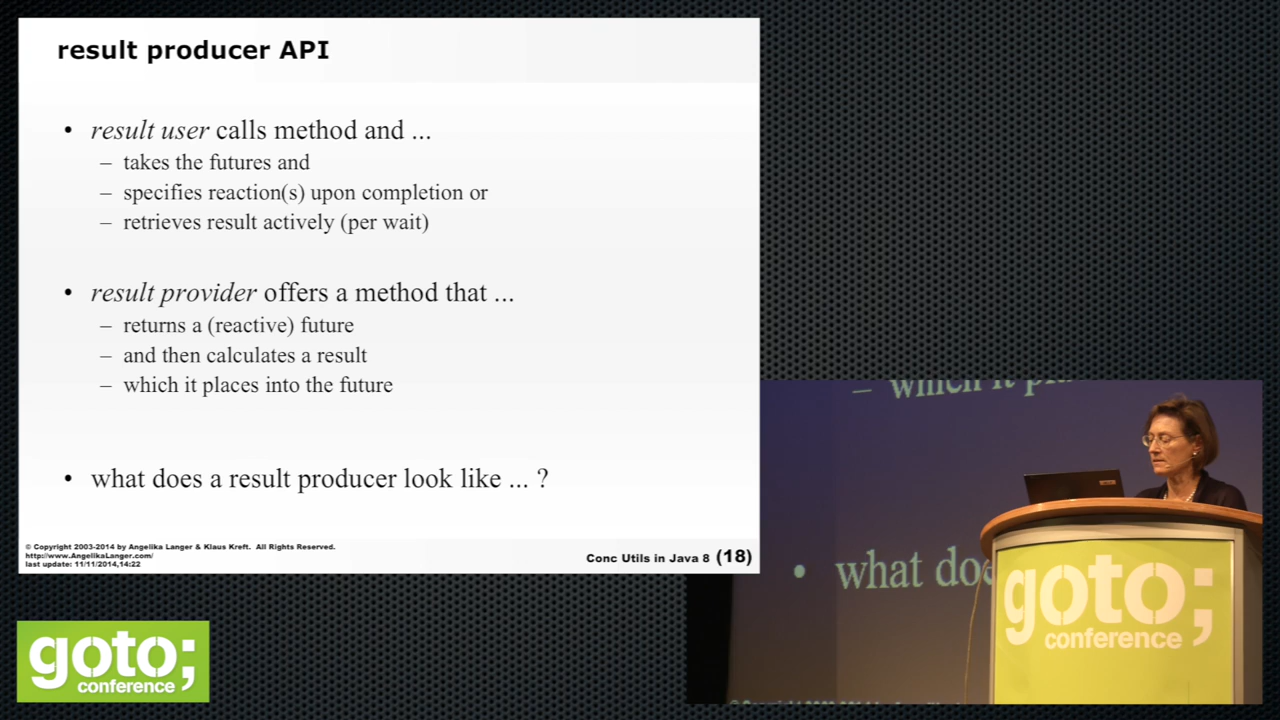 result producer API
• result user calls method and ...
– takes the futures and
– specifies reaction(s) upon completion or
– retrieves result actively (per wait)
• result provider offers a method that ...
– returns a (reactive) future
– and then calculates a result
– which it places into the future
• what does a result producer look like ... ?
© Copyright 2003-2014 by Angelika Langer & Klaus Kreft. All Rights Reserved.
http://www.AngelikaLanger.com/
last update: 11/11/2014,14:22
Conc Utils in Java 8 (18)
– which it
• what does
goto;
conference
goto;
conference